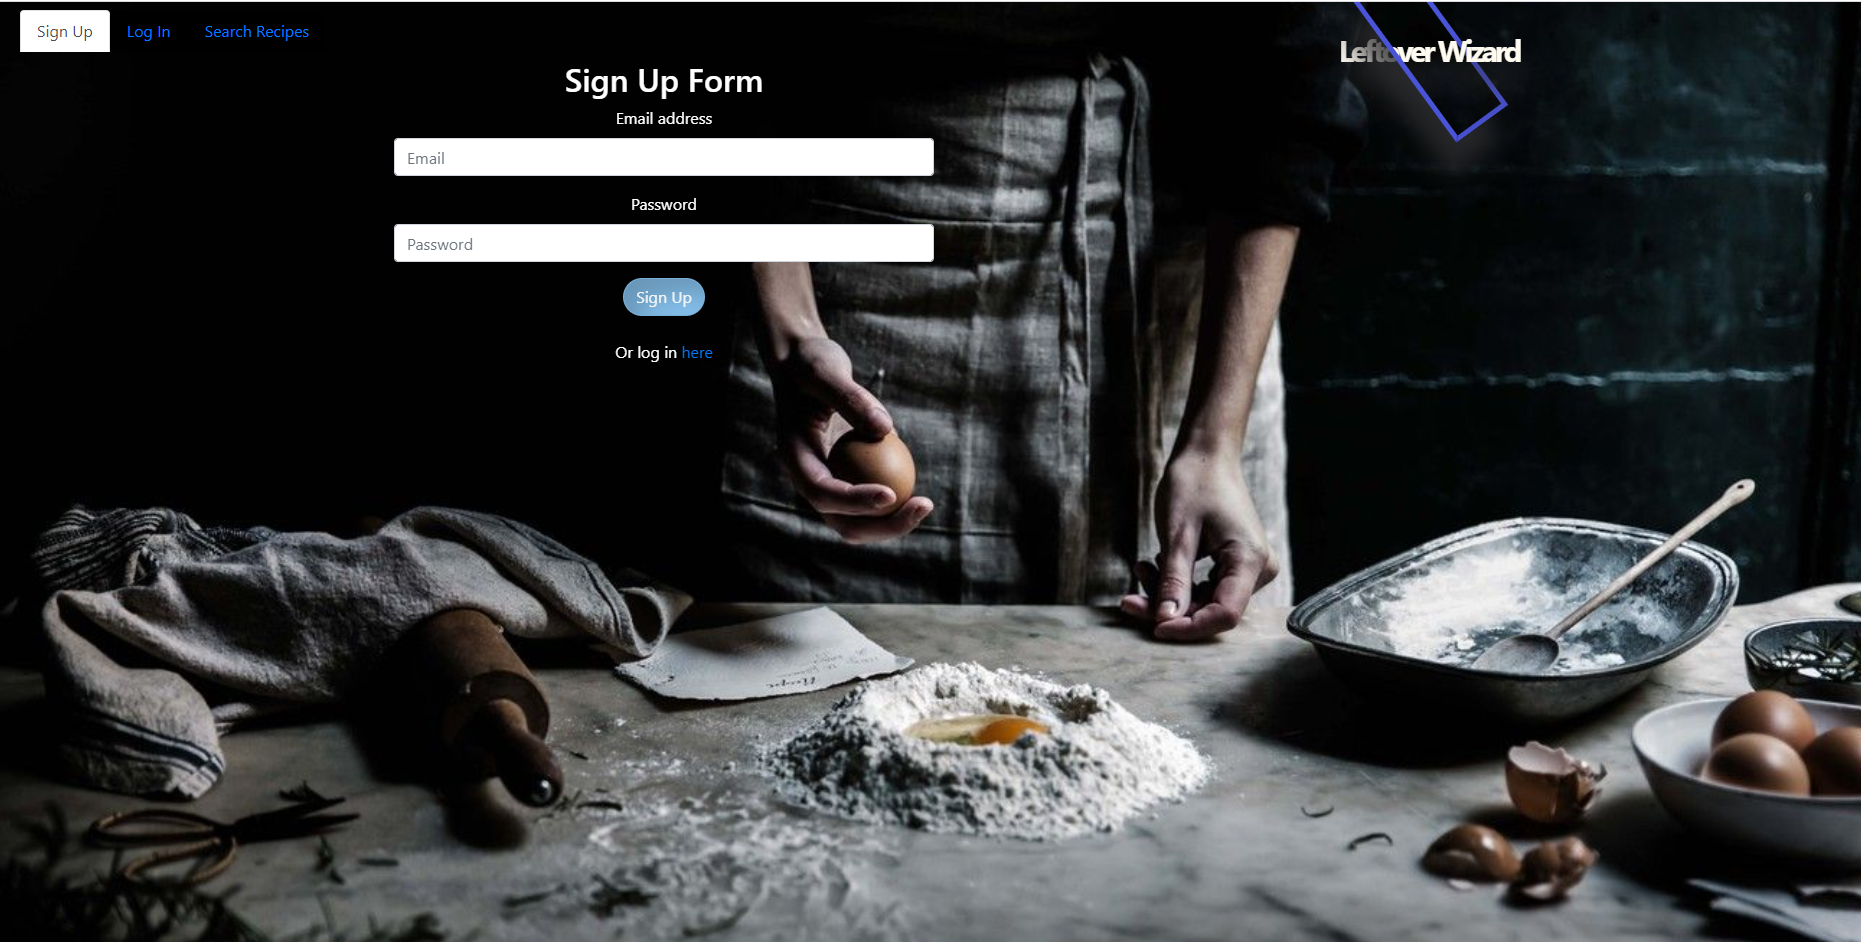 Sign Up
Log In
Search Recipes
Leftover Wizard
Sign Up Form
Email address
Email
Password
Password
Sign Up
Or log in here